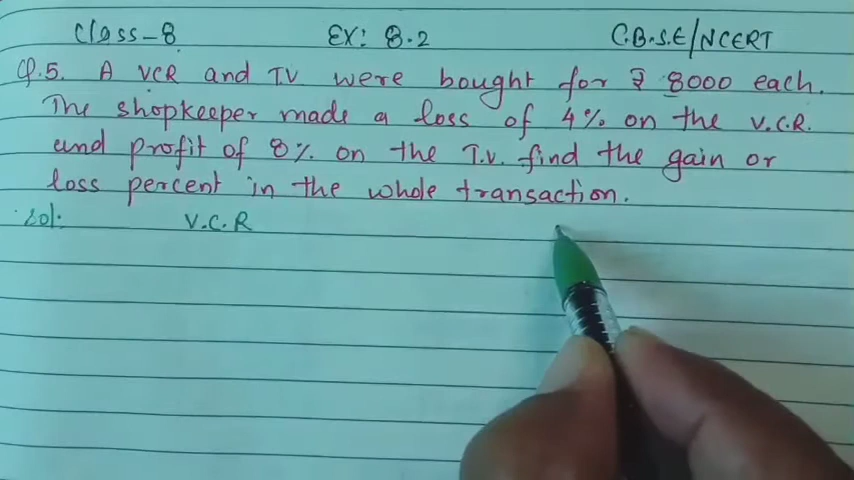 Class-8 Ex: 8.2 C.B.S.E/NCERT
Q.5. A VCR and T.V were bought for ₹ 8000 each.
The shopkeeper made a loss of 4% on the V.C.R.
and profit of 8% on the T.V. find the gain or
loss percent in the whole transaction.
Sol: V.C.R